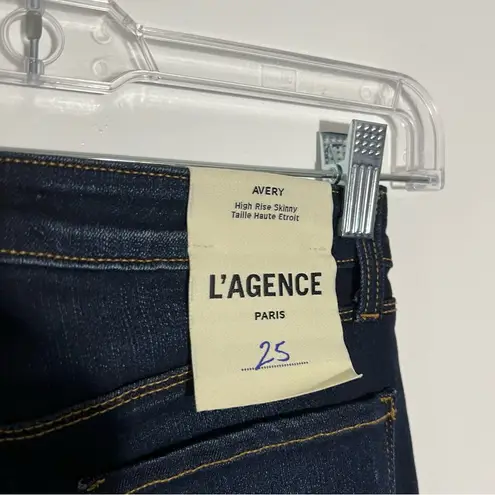 AVERY
High Rise Skinny
Taille Haute Etroit
L'AGENCE
PARIS
25